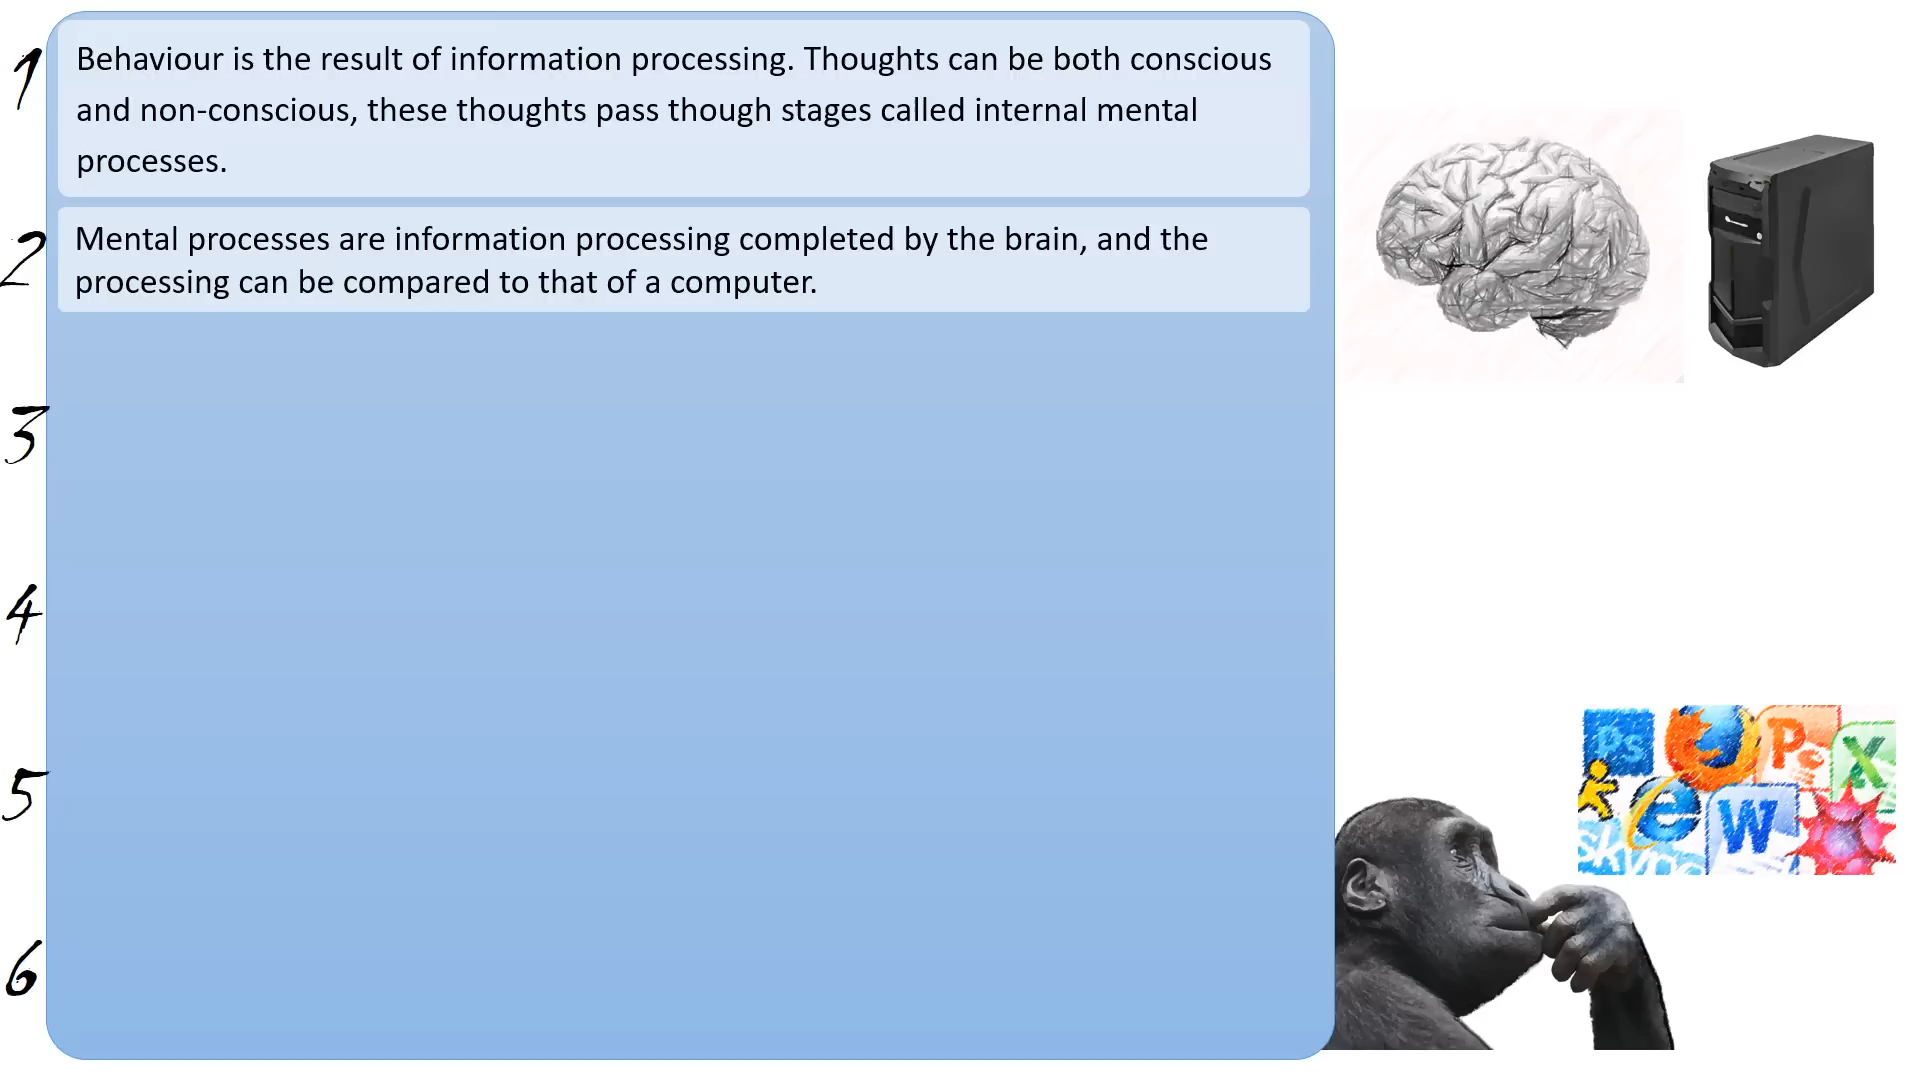 1
Behaviour is the result of information processing. Thoughts can be both conscious
and non-conscious, these thoughts pass though stages called internal mental
processes.
2
Mental processes are information processing completed by the brain, and the
processing can be compared to that of a computer.
3
4
5
6
Ps
P
X
e
W